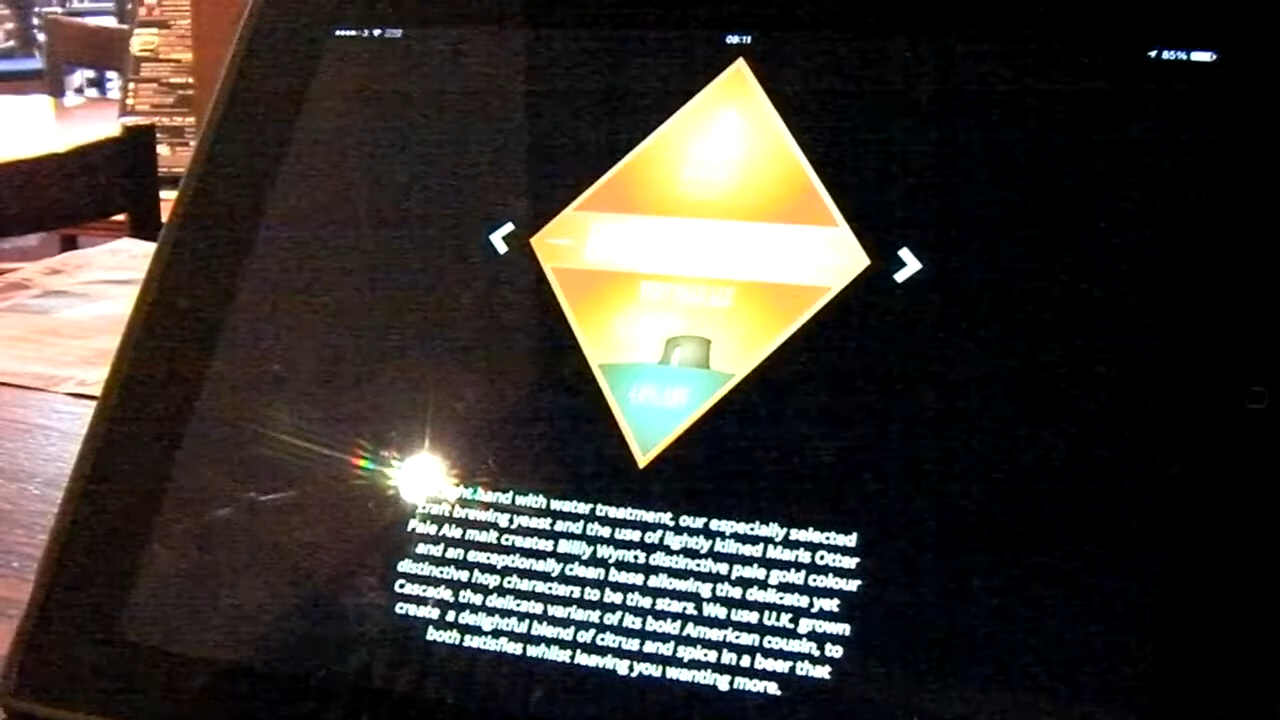 08:11
85%
hand with water treatment, our especially selected
craft brewing yeast and the use of lightly kilned Maris Otter
Pale Ale malt creates Billy Wynt's distinctive pale gold colour
and an exceptionally clean base allowing the delicate yet
distinctive hop characters to be the stars. We use U.K. grown
Cascade, the delicate variant of its bold American cousin, to
create a delightful blend of citrus and spice in a beer that
both satisfies whilst leaving you wanting more.